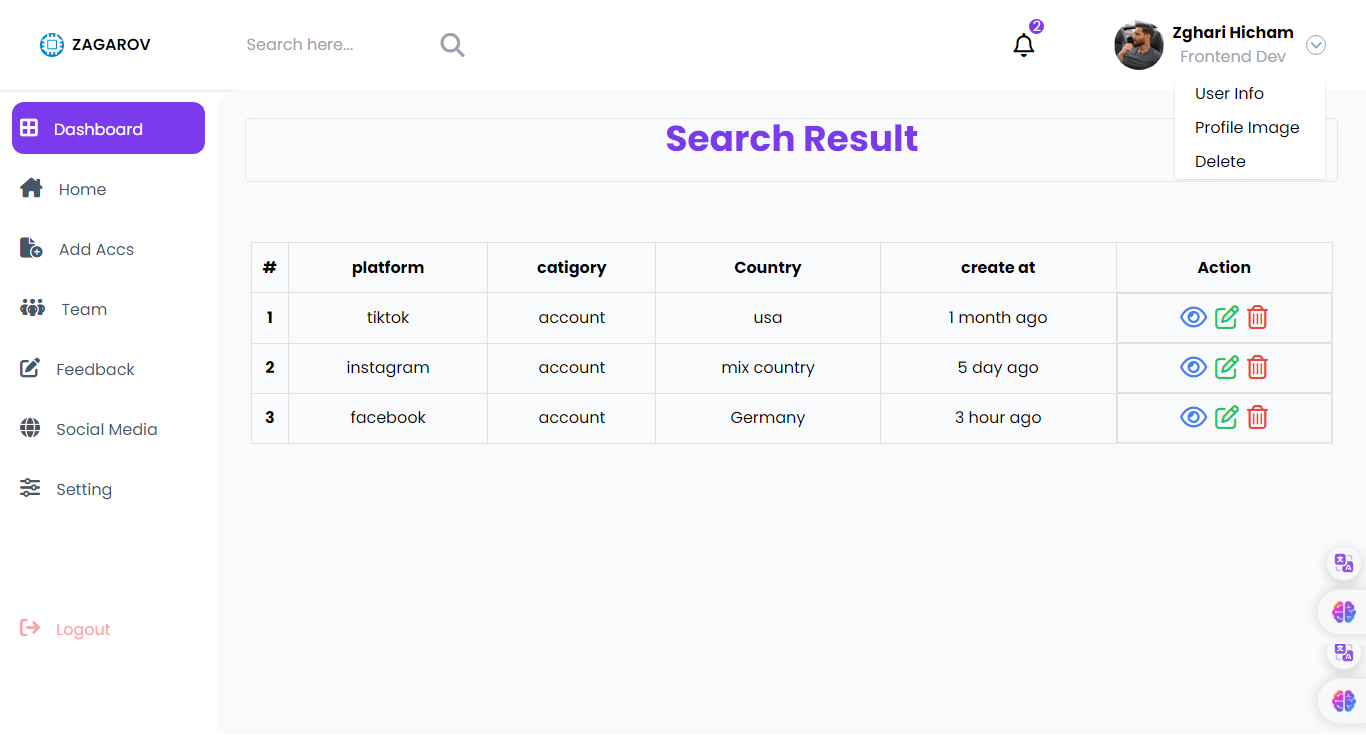 ZAGAROV
Search here...
2
Zghari Hicham
Frontend Dev
User Info
Profile Image
Delete
Dashboard
Home
Add Accs
Team
Feedback
Social Media
Setting
Logout
Search Result
# platform catigory Country create at Action
1 tiktok account usa 1 month ago
2 instagram account mix country 5 day ago
3 facebook account Germany 3 hour ago